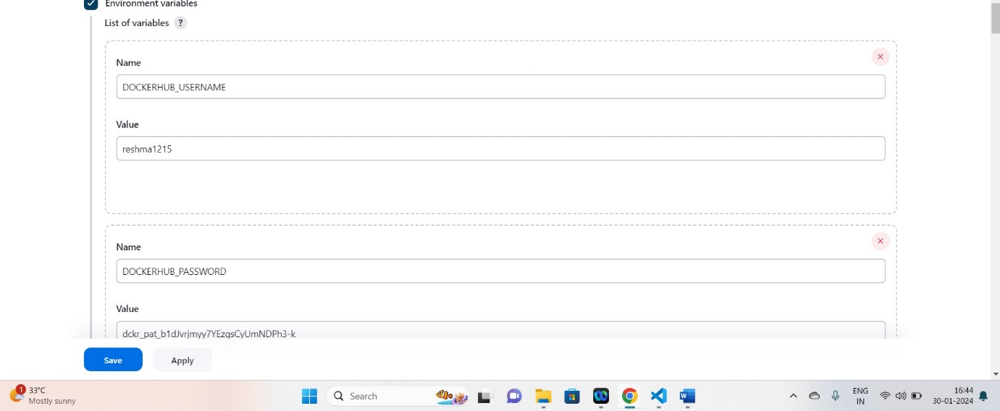 Environment variables
List of variables ?
Name
DOCKERHUB_USERNAME
Value
reshma1215
Name
DOCKERHUB_PASSWORD
Value
Save Apply
1 33°C
Mostly sunny
Search
ENG
IN
16:44
30-01-2024